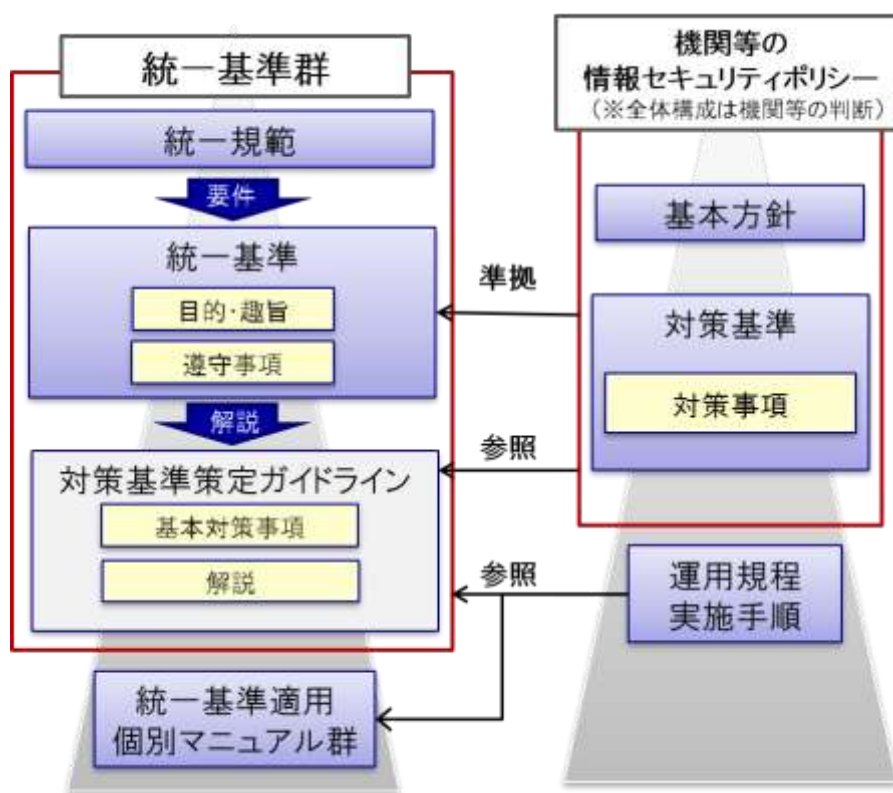 統一基準群
統一規範
要件
統一基準
目的・趣旨
遵守事項
解説
対策基準策定ガイドライン
基本対策事項
解説
統一基準適用
個別マニュアル群
準拠
参照
参照
機関等の
情報セキュリティポリシー
（※全体構成は機関等の判断）
基本方針
対策基準
対策事項
運用規程
実施手順